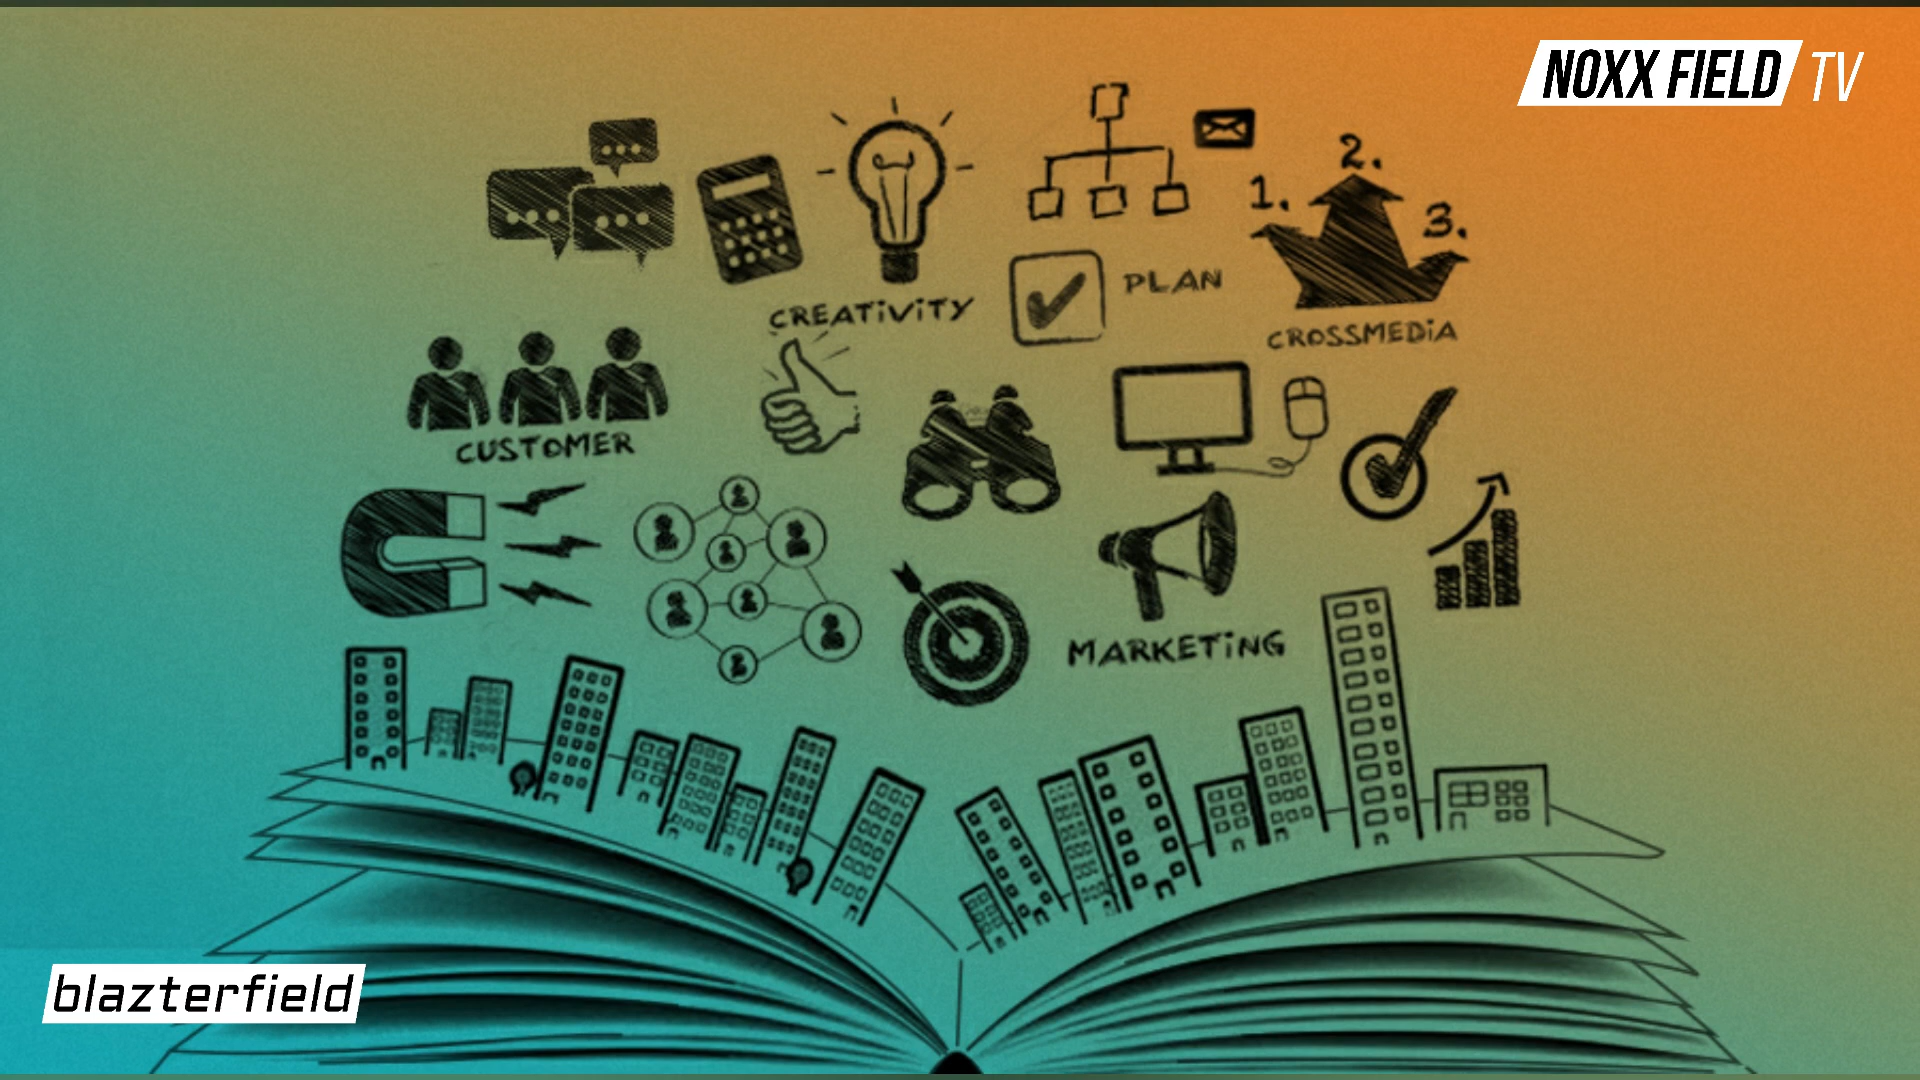 NOXX FIELD TV
2.
1.
3.
PLAN
CREATiViTY
CROSSMEDiA
CUSTOMER
MARKETiNG
blazterfield